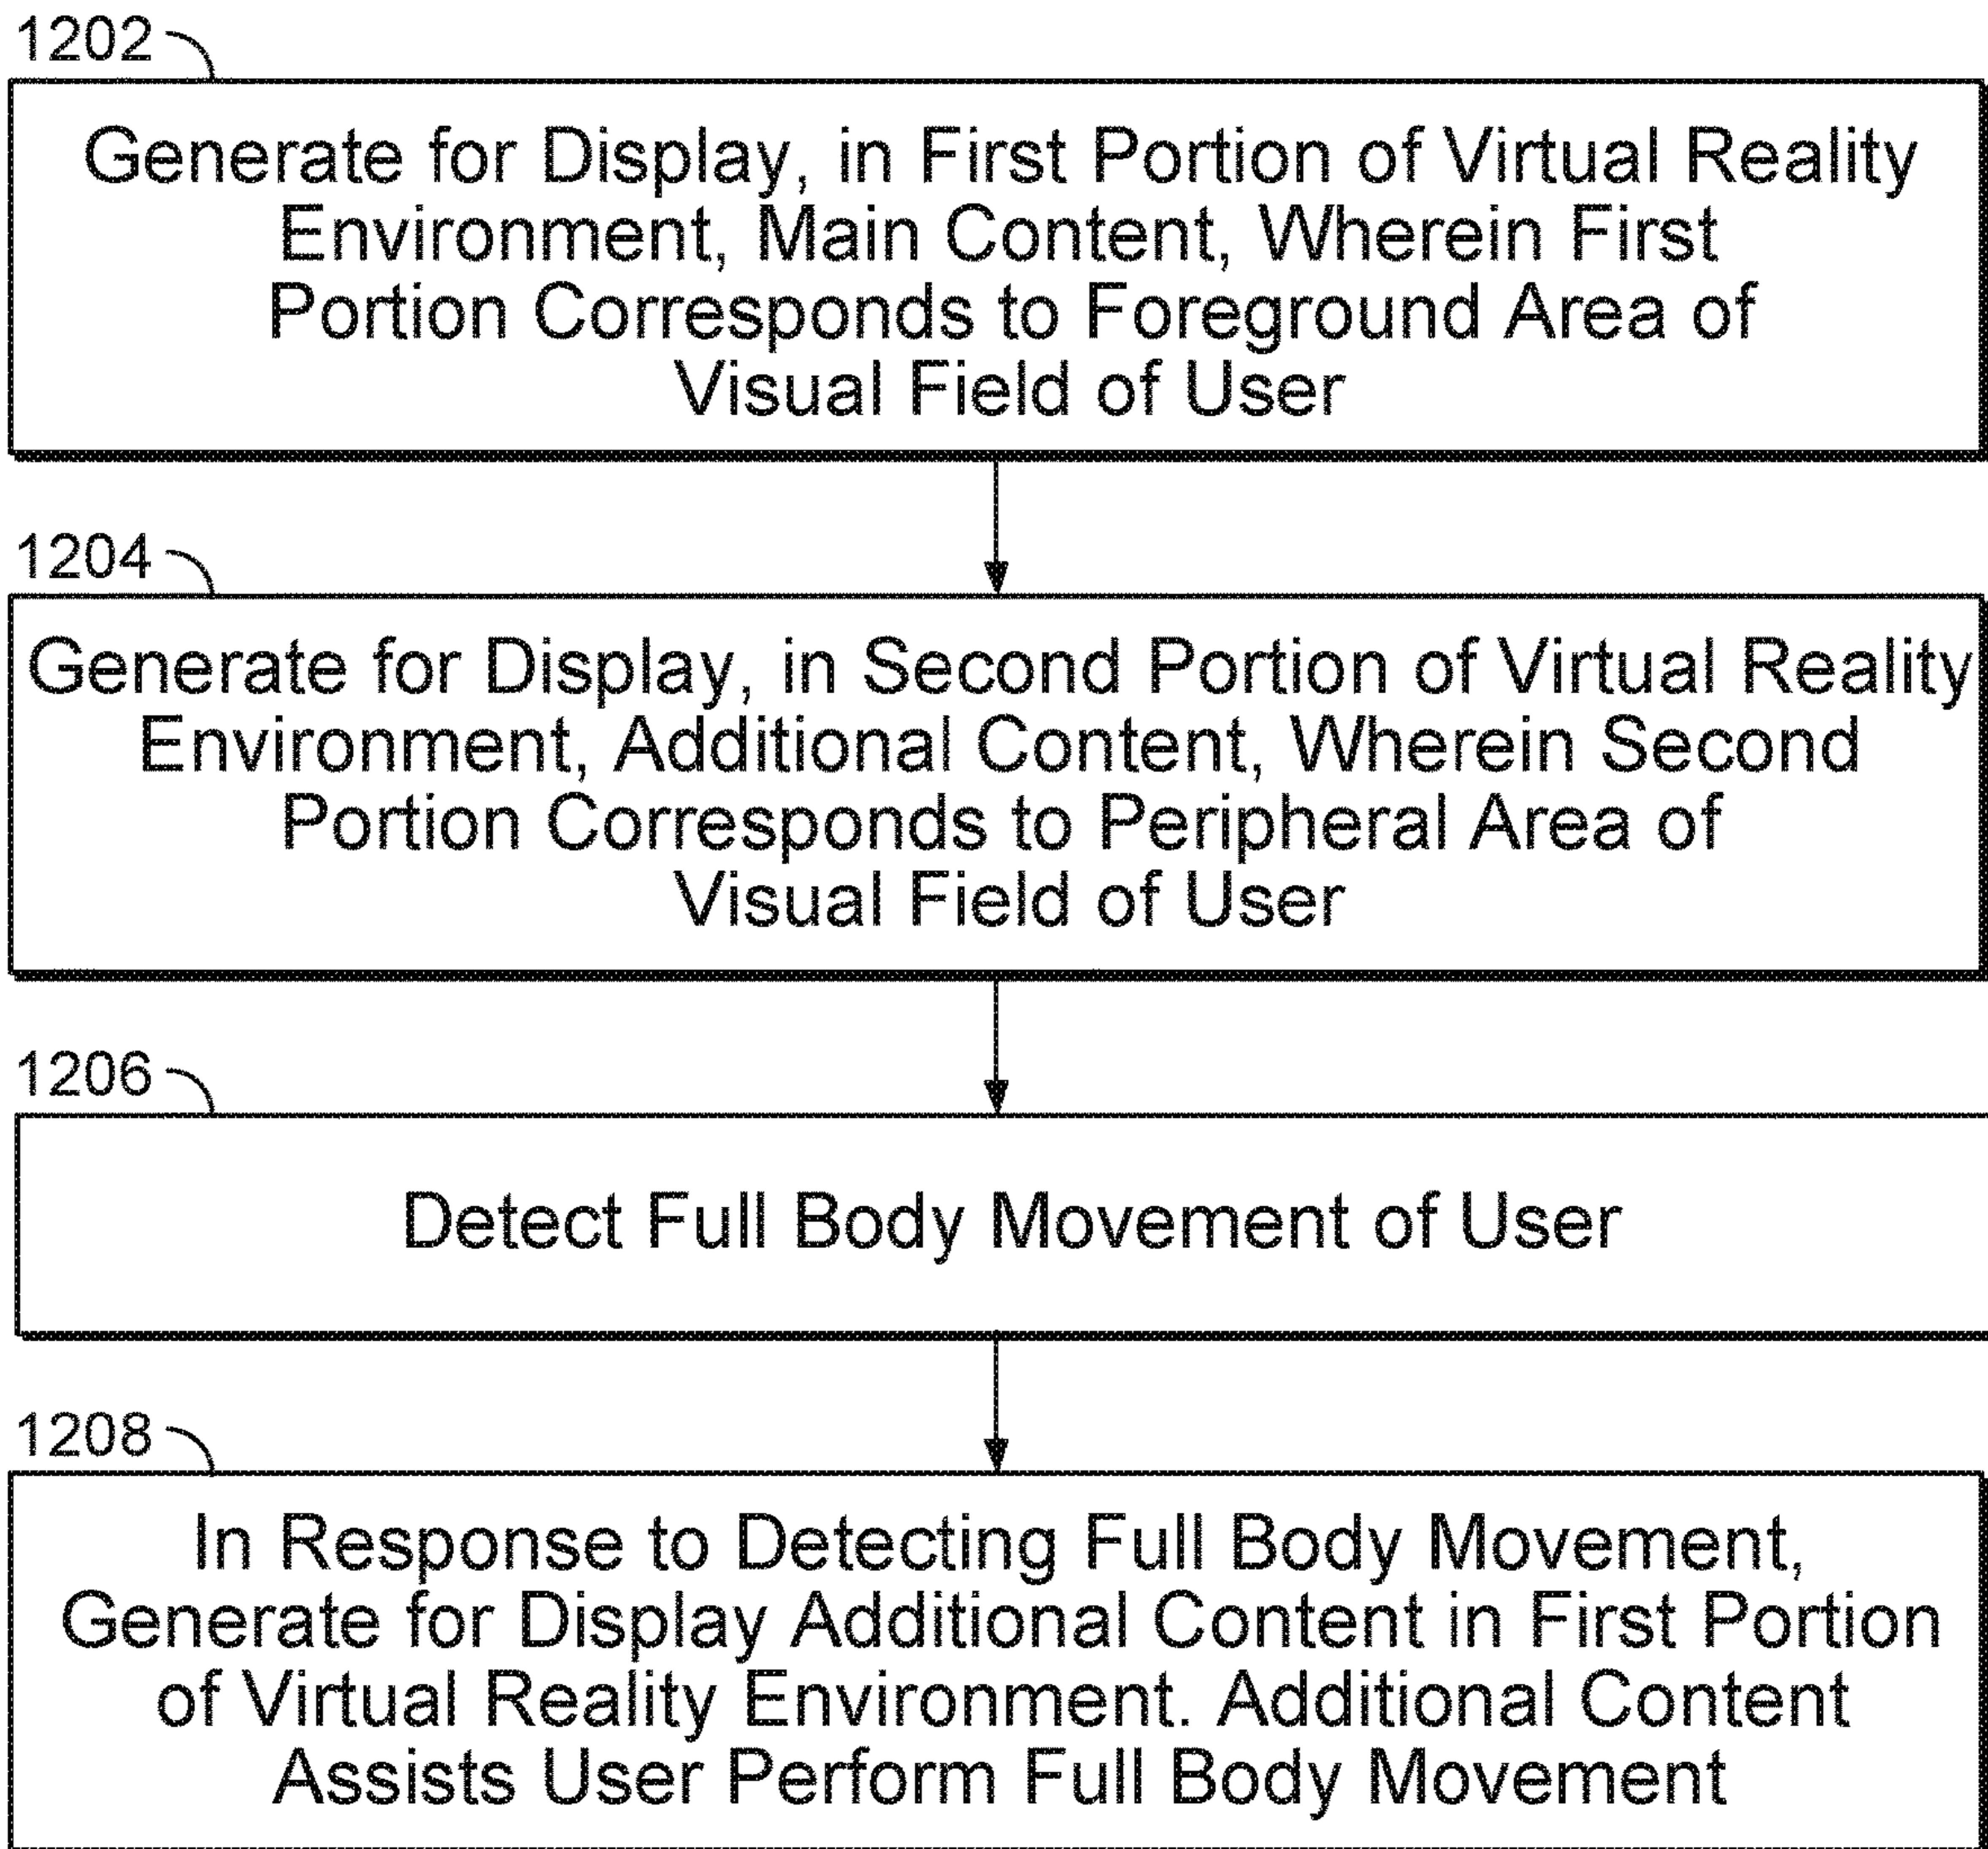 1202
Generate for Display, in First Portion of Virtual Reality
Environment, Main Content, Wherein First
Portion Corresponds to Foreground Area of
Visual Field of User
1204
Generate for Display, in Second Portion of Virtual Reality
Environment, Additional Content, Wherein Second
Portion Corresponds to Peripheral Area of
Visual Field of User
1206
Detect Full Body Movement of User
1208
In Response to Detecting Full Body Movement,
Generate for Display Additional Content in First Portion
of Virtual Reality Environment. Additional Content
Assists User Perform Full Body Movement